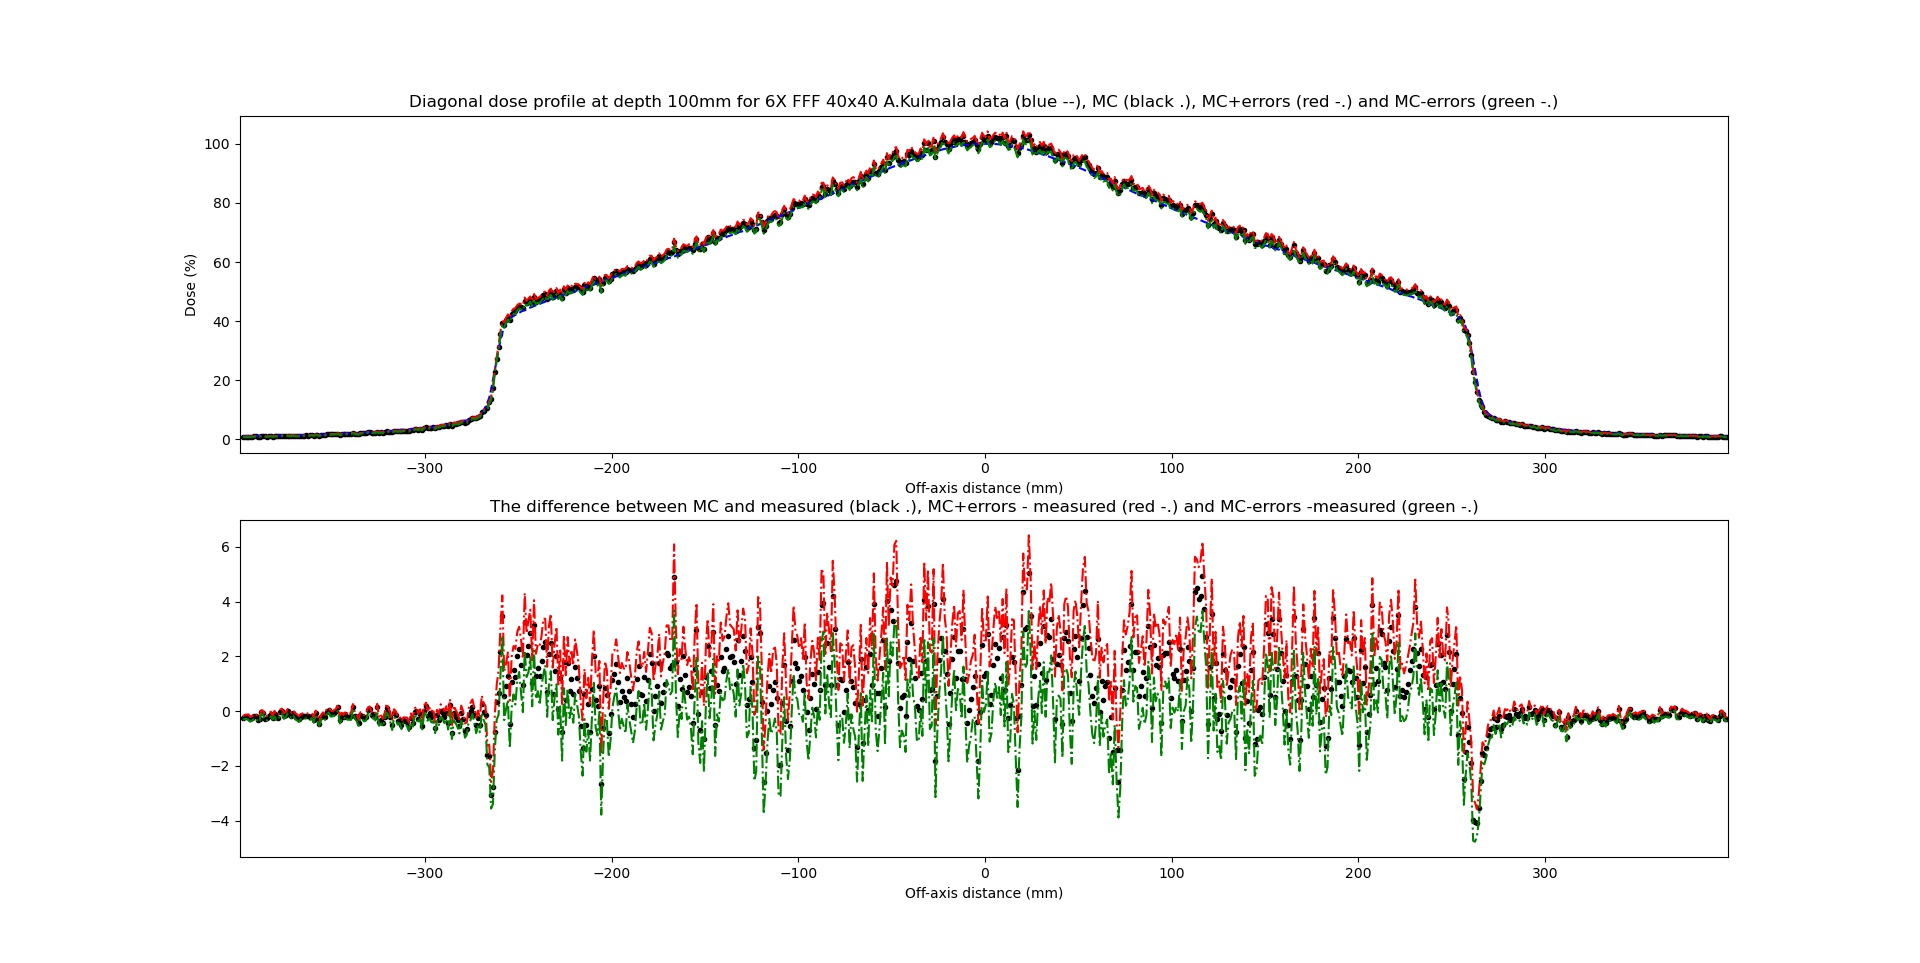 Diagonal dose profile at depth 100mm for 6X FFF 40x40 A.Kulmala data (blue --), MC (black .), MC+errors (red -.) and MC-errors (green -.)
100
80
60
40
20
0
Dose (%)
−300 −200 −100 0 100 200 300
Off-axis distance (mm)
The difference between MC and measured (black .), MC+errors - measured (red -.) and MC-errors -measured (green -.)
6
4
2
0
−2
−4
−300 −200 −100 0 100 200 300
Off-axis distance (mm)